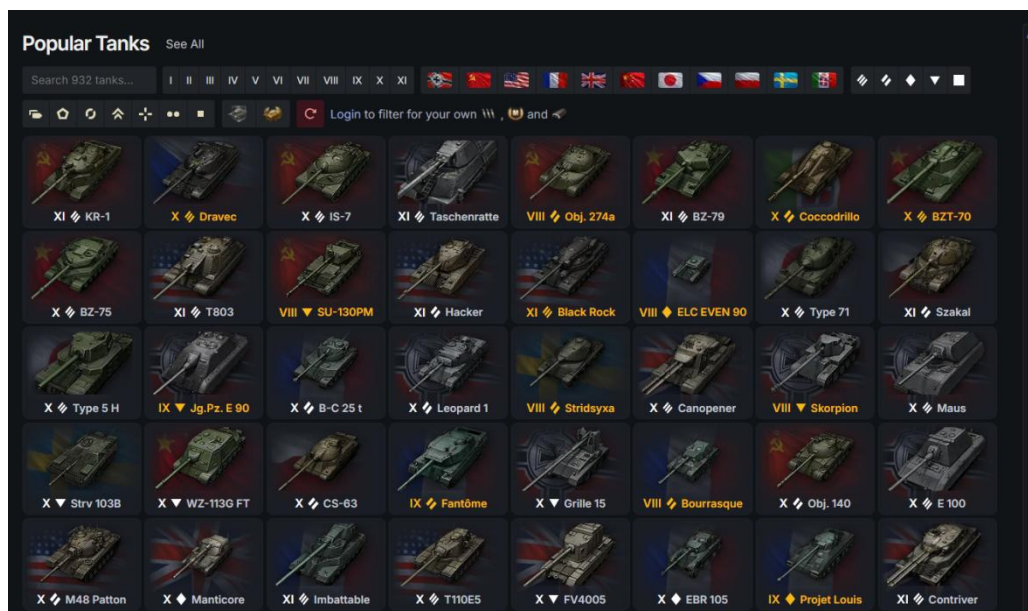 Popular Tanks See All
Search 932 tanks... I II III IV V VI VII VIII IX X XI
Login to filter for your own , and
XI KR-1 X Dravec X IS-7 XI Taschenratte VIII Obj. 274a XI BZ-79 X Coccodrillo X BZT-70
X BZ-75 XI T803 VIII SU-130PM XI Hacker XI Black Rock VIII ELC EVEN 90 X Type 71 XI Szakal
X Type 5 H IX Jg.Pz. E 90 X B-C 25 t X Leopard 1 VIII Stridsyxa X Canopener VIII Skorpion X Maus
X Strv 103B X WZ-113G FT X CS-63 IX Fantôme X Grille 15 VIII Bourrasque X Obj. 140 X E 100
X M48 Patton X Manticore XI Imbattable X T110E5 X FV4005 X EBR 105 IX Projet Louis XI Contriver